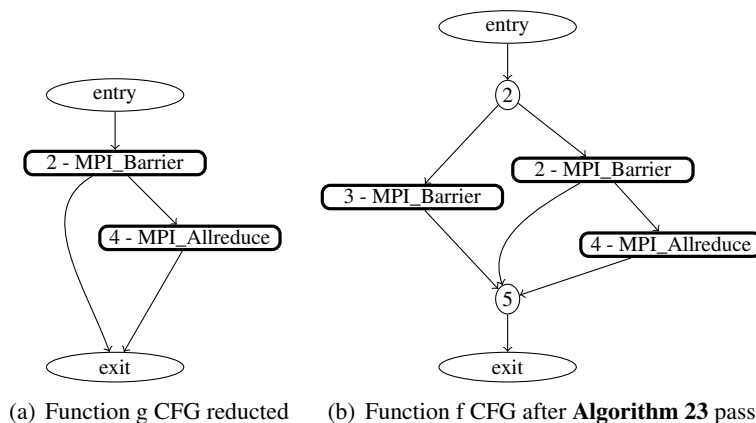 entry
2 - MPI_Barrier
4 - MPI_Allreduce
exit
(a) Function g CFG reducted
entry
2
3 - MPI_Barrier
2 - MPI_Barrier
4 - MPI_Allreduce
5
exit
(b) Function f CFG after Algorithm 23 pass